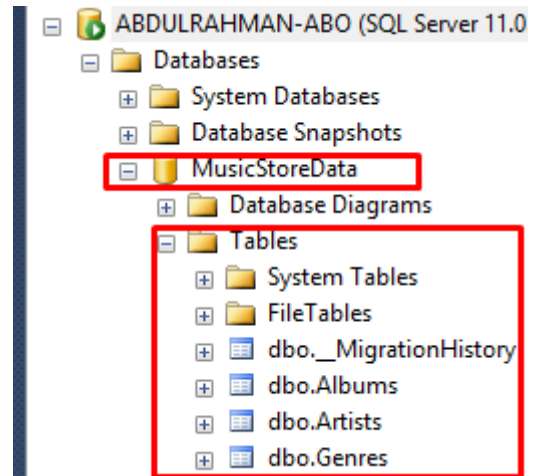 ABDULRAHMAN-ABO (SQL Server 11.0
Databases
System Databases
Database Snapshots
MusicStoreData
Database Diagrams
Tables
System Tables
FileTables
dbo.__MigrationHistory
dbo.Albums
dbo.Artists
dbo.Genres